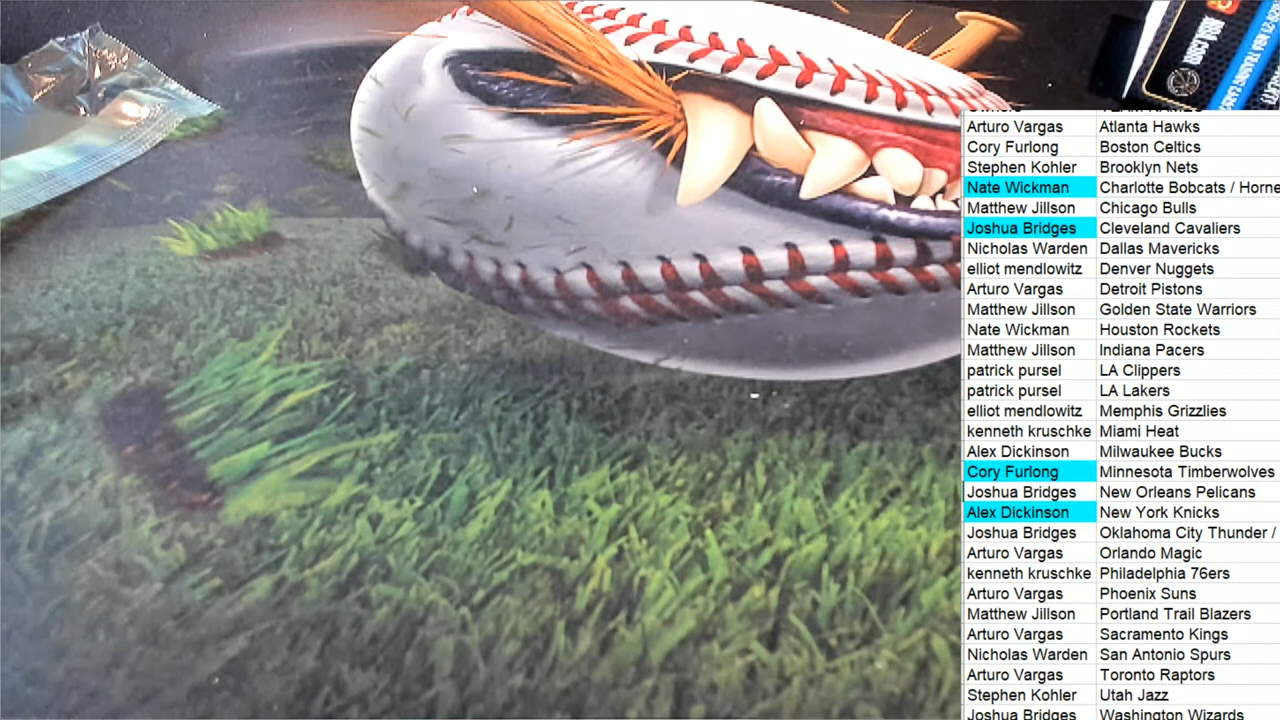 Arturo Vargas Atlanta Hawks
Cory Furlong Boston Celtics
Stephen Kohler Brooklyn Nets
Nate Wickman Charlotte Bobcats / Horne
Matthew Jillson Chicago Bulls
Joshua Bridges Cleveland Cavaliers
Nicholas Warden Dallas Mavericks
elliot mendlowitz Denver Nuggets
Arturo Vargas Detroit Pistons
Matthew Jillson Golden State Warriors
Nate Wickman Houston Rockets
Matthew Jillson Indiana Pacers
patrick pursel LA Clippers
patrick pursel LA Lakers
elliot mendlowitz Memphis Grizzlies
kenneth kruschke Miami Heat
Alex Dickinson Milwaukee Bucks
Cory Furlong Minnesota Timberwolves
Joshua Bridges New Orleans Pelicans
Alex Dickinson New York Knicks
Joshua Bridges Oklahoma City Thunder /
Arturo Vargas Orlando Magic
kenneth kruschke Philadelphia 76ers
Arturo Vargas Phoenix Suns
Matthew Jillson Portland Trail Blazers
Arturo Vargas Sacramento Kings
Nicholas Warden San Antonio Spurs
Arturo Vargas Toronto Raptors
Stephen Kohler Utah Jazz
Joshua Bridges Washington Wizards